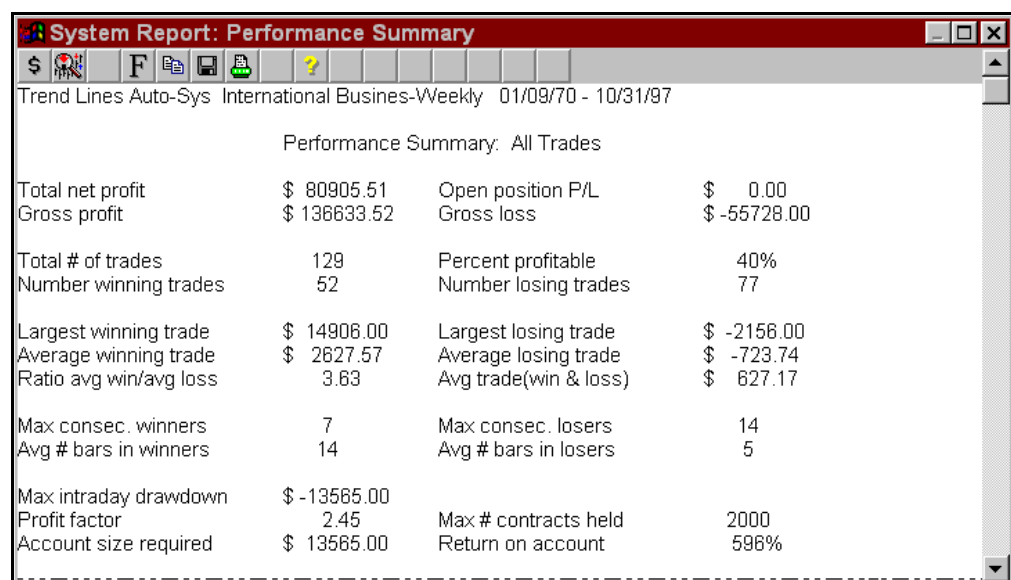 System Report: Performance Summary
$ F ?
Trend Lines Auto-Sys International Busines-Weekly 01/09/70 - 10/31/97
Performance Summary: All Trades
Total net profit $ 80905.51 Open position P/L $ 0.00
Gross profit $ 136633.52 Gross loss $ -55728.00
Total # of trades 129 Percent profitable 40%
Number winning trades 52 Number losing trades 77
Largest winning trade $ 14906.00 Largest losing trade $ -2156.00
Average winning trade $ 2627.57 Average losing trade $ -723.74
Ratio avg win/avg loss 3.63 Avg trade(win & loss) $ 627.17
Max consec. winners 7 Max consec. losers 14
Avg # bars in winners 14 Avg # bars in losers 5
Max intraday drawdown $ -13565.00
Profit factor 2.45 Max # contracts held 2000
Account size required $ 13565.00 Return on account 596%